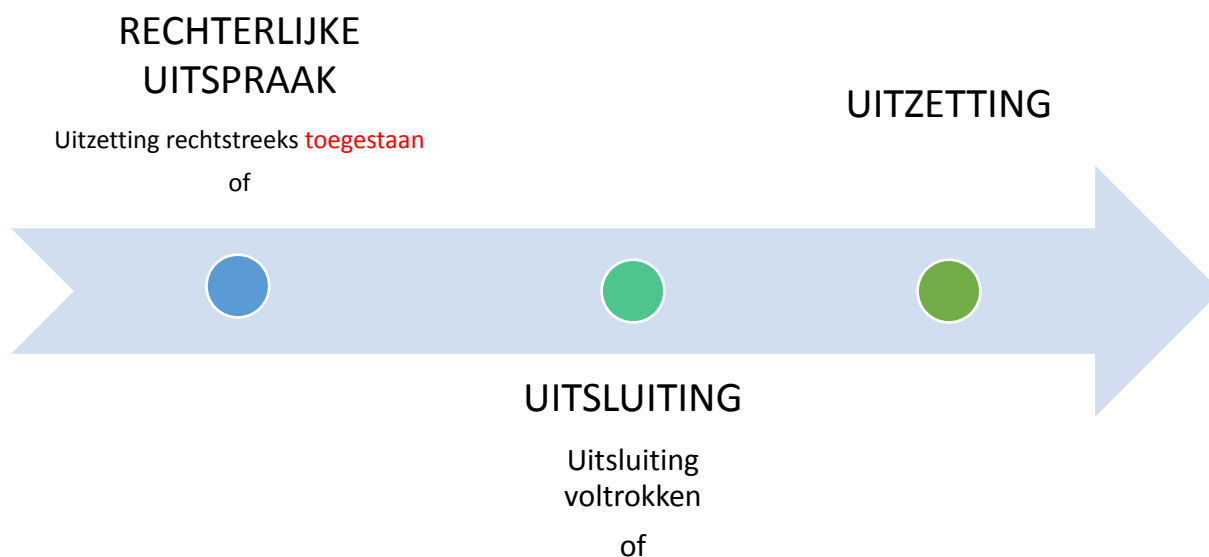 RECHTERLIJKE
UITSPRAAK
Uitzetting rechtstreeks toegestaan
of
UITSLUITING
Uitsluiting
voltrokken
of
UITZETTING